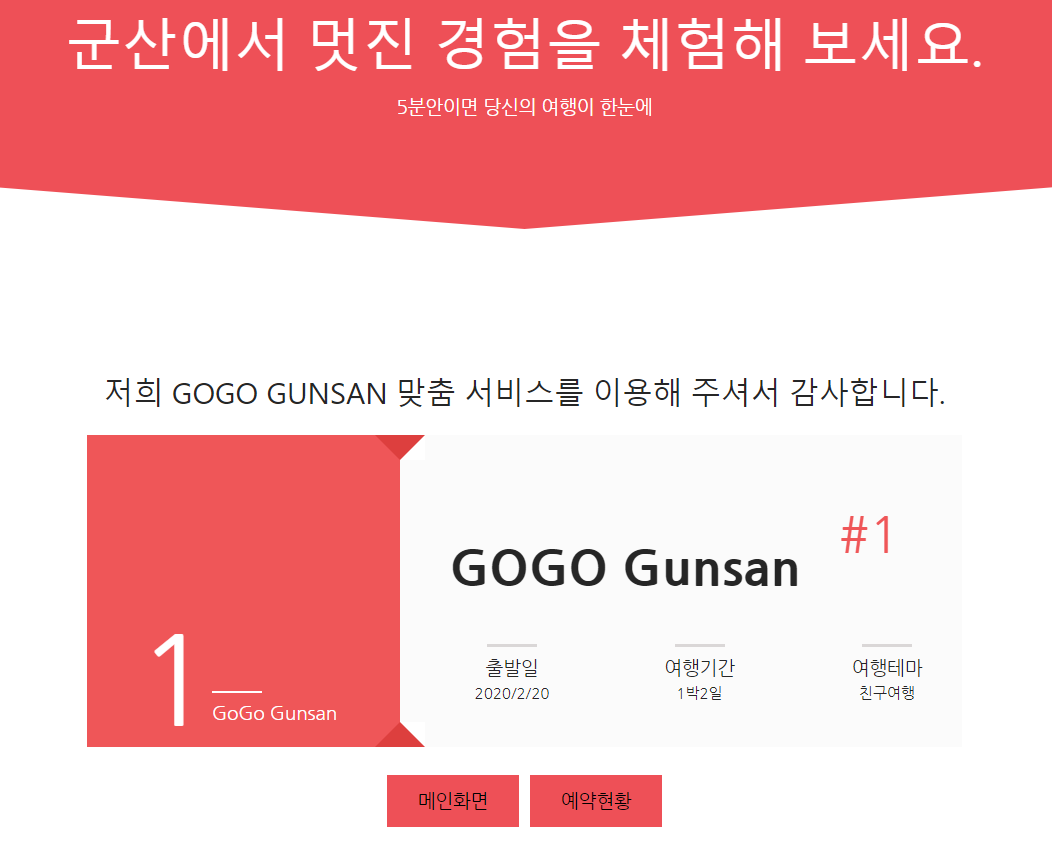 군산에서 멋진 경험을 체험해 보세요.
5분안이면 당신의 여행이 한눈에
저희 GOGO GUNSAN 맞춤 서비스를 이용해 주셔서 감사합니다.
#1
GOGO Gunsan
1 GoGo Gunsan
출발일 여행기간 여행테마
2020/2/20 1박2일 친구여행
메인화면 예약현황